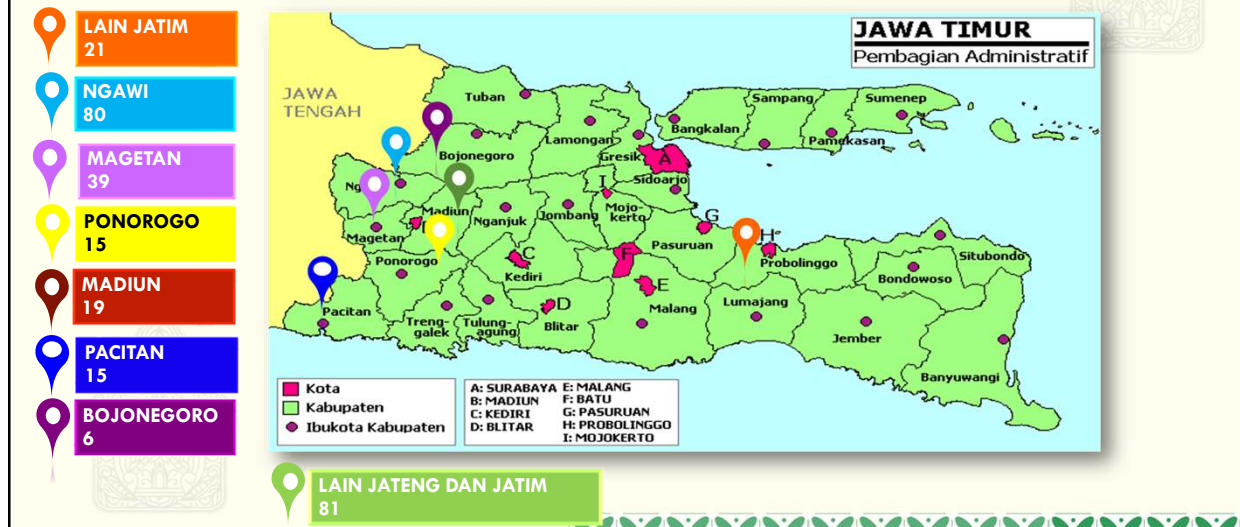 LAIN JATIM
21
NGAWI
80
MAGETAN
39
PONOROGO
15
MADIUN
19
PACITAN
15
BOJONEGORO
6
JAWA TIMUR
Pembagian Administratif
JAWA
TENGAH
Tuban
Lamongan
Bojonegoro
Gresik
A
Bangkalan
Sampang
Pamekasan
Sumenep
Sidoarjo
I
Mojo-
kerto
Ng
Madiun
Nganjuk
Jombang
Magetan
Ponorogo
C
Kediri
F
E
Malang
G
Pasuruan
H
Probolinggo
Situbondo
Bondowoso
Lumajang
Jember
Banyuwangi
Pacitan
Treng-
galek
Tulung-
agung
D
Blitar
Kota
Kabupaten
Ibukota Kabupaten
A: SURABAYA E: MALANG
B: MADIUN F: BATU
C: KEDIRI G: PASURUAN
D: BLITAR H: PROBOLINGGO
I: MOJOKERTO
LAIN JATENG DAN JATIM
81